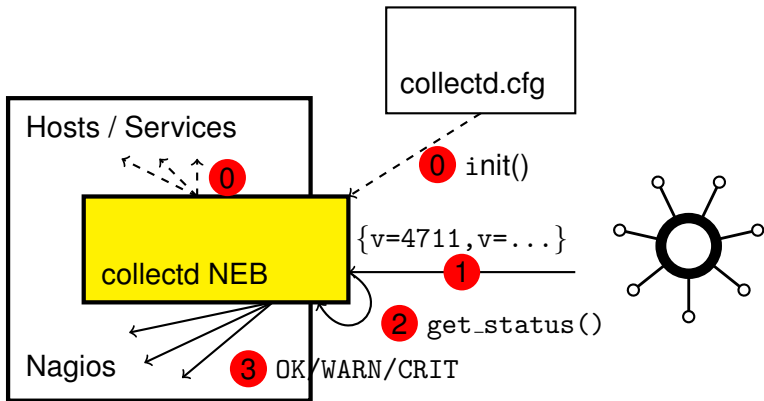 collectd.cfg
Hosts / Services
0
0 init()
{v=4711,v=...}
collectd NEB
1
2 get_status()
Nagios
3 OK/WARN/CRIT